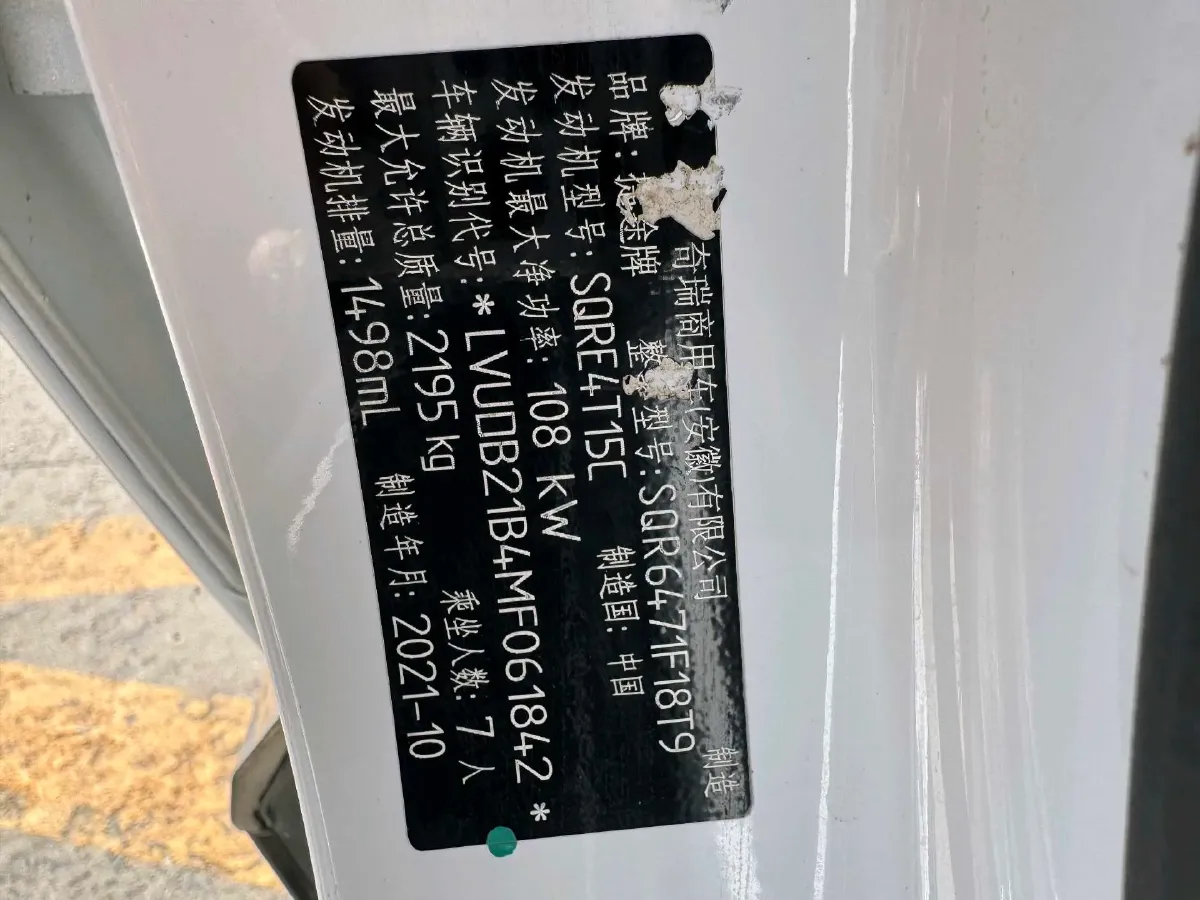 奇瑞商用车(安徽)有限公司 制造
品牌: 捷途牌 整 型号: SQR6471F18T9
发动机型号: SQRE4T15C 制造国: 中国
发动机最大净功率: 108 kW
车辆识别代号: *LVUDB21B4MF061842*
最大允许总质量: 2195 kg 乘坐人数: 7 人
发动机排量: 1498mL 制造年月: 2021-10